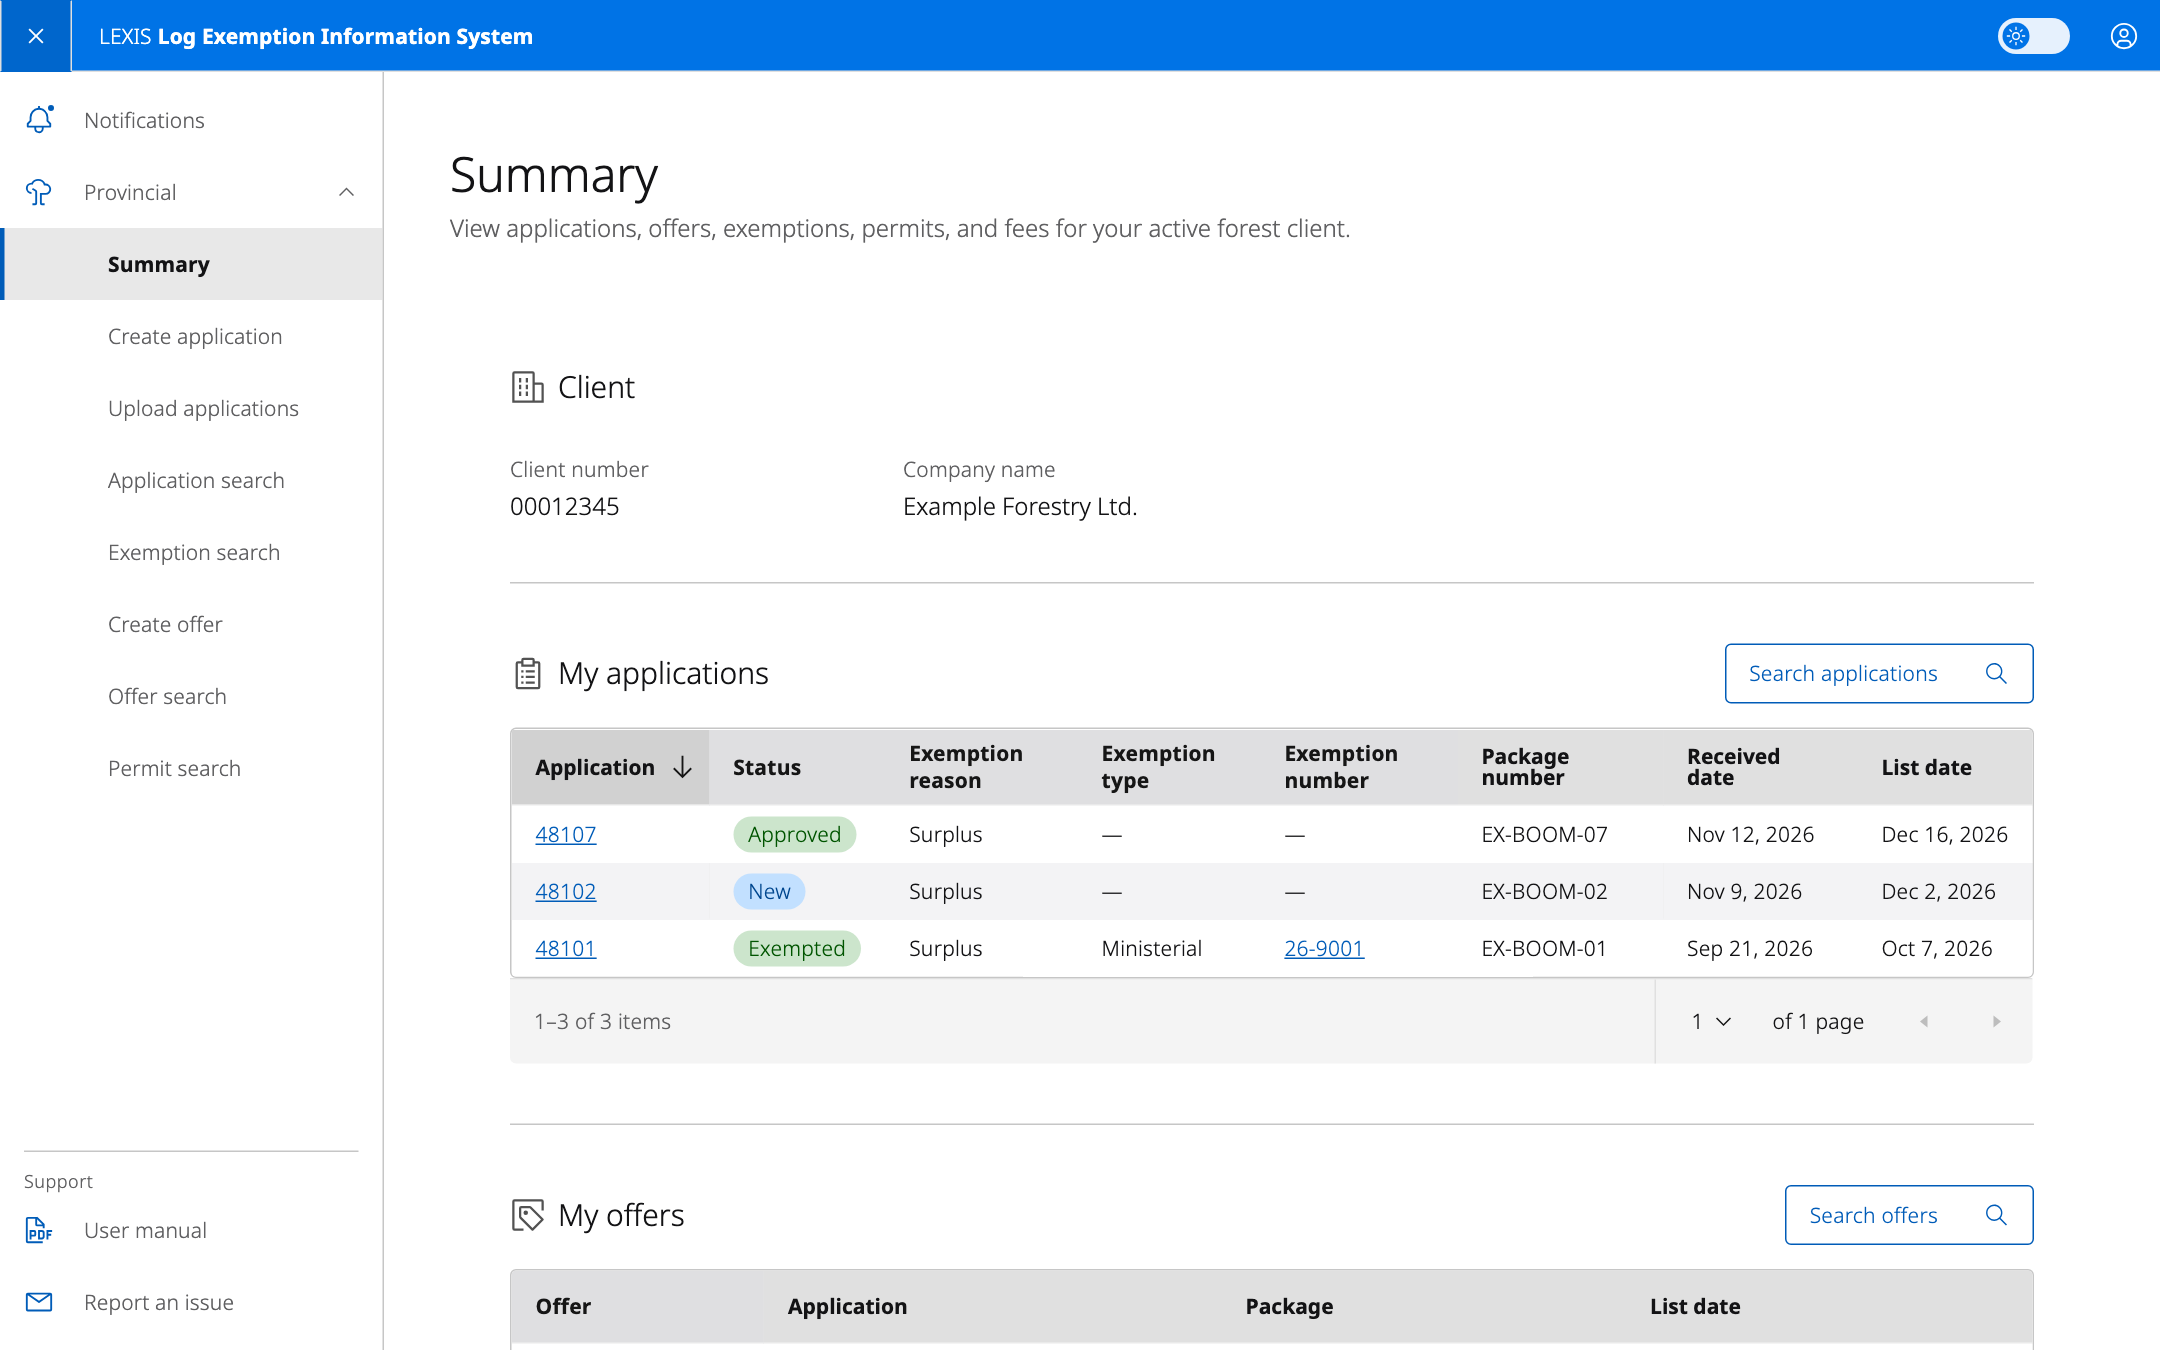 LEXIS Log Exemption Information System
Notifications
Provincial
Summary
Create application
Upload applications
Application search
Exemption search
Create offer
Offer search
Permit search
Support
PDF User manual
Report an issue
Summary
View applications, offers, exemptions, permits, and fees for your active forest client.
Client
Client number Company name
00012345 Example Forestry Ltd.
My applications Search applications
Application Status Exemption reason Exemption type Exemption number Package number Received date List date
48107 Approved Surplus — — EX-BOOM-07 Nov 12, 2026 Dec 16, 2026
48102 New Surplus — — EX-BOOM-02 Nov 9, 2026 Dec 2, 2026
48101 Exempted Surplus Ministerial 26-9001 EX-BOOM-01 Sep 21, 2026 Oct 7, 2026
1–3 of 3 items 1 of 1 page
My offers Search offers
Offer Application Package List date